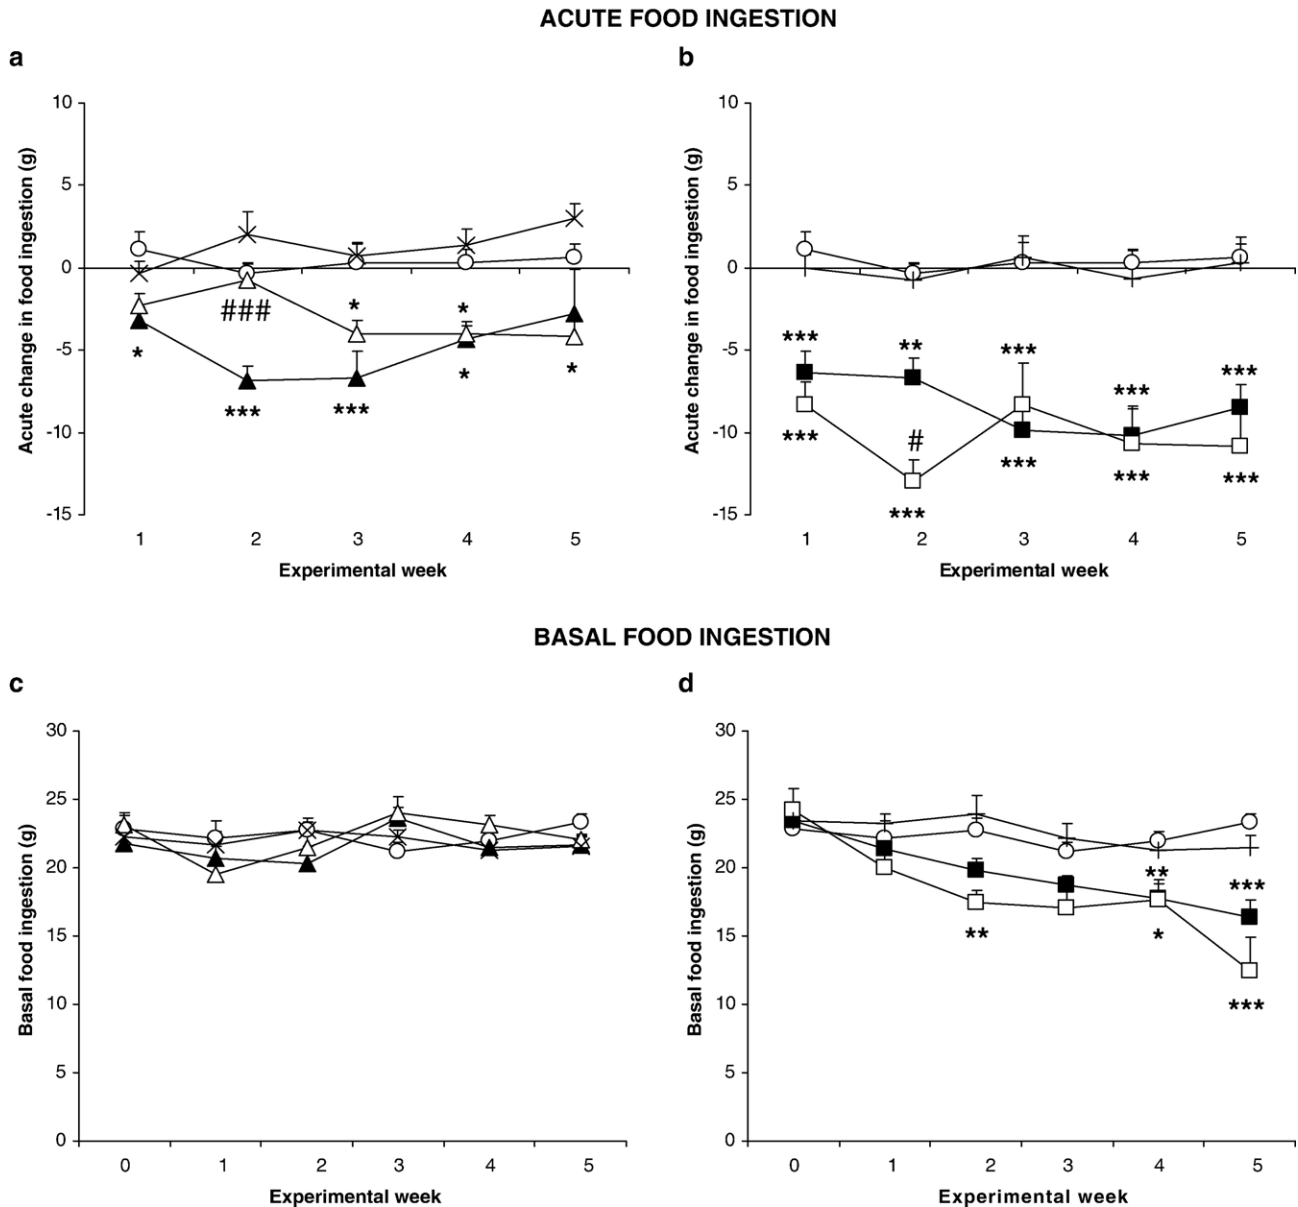 ACUTE FOOD INGESTION
a
b
Acute change in food ingestion (g)
10
5
0
-5
-10
-15
###
*
*
*
***
***
*
*
1 2 3 4 5
Experimental week
Acute change in food ingestion (g)
10
5
0
-5
-10
-15
***
**
***
***
***
***
#
***
***
***
***
1 2 3 4 5
Experimental week
BASAL FOOD INGESTION
c
d
Basal food ingestion (g)
30
25
20
15
10
5
0
0 1 2 3 4 5
Experimental week
Basal food ingestion (g)
30
25
20
15
10
5
0
**
***
**
*
***
0 1 2 3 4 5
Experimental week